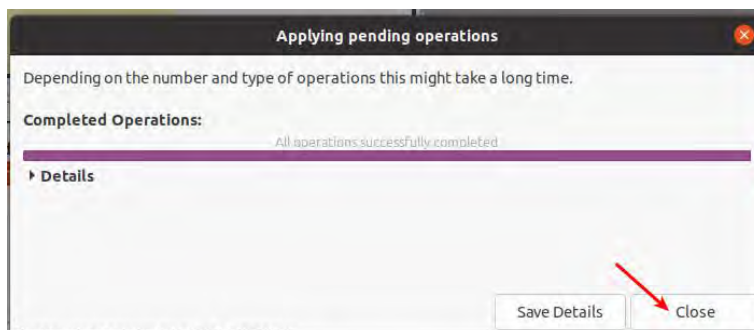 Applying pending operations
Depending on the number and type of operations this might take a long time.
Completed Operations:
All operations successfully completed
Details
Save Details
Close